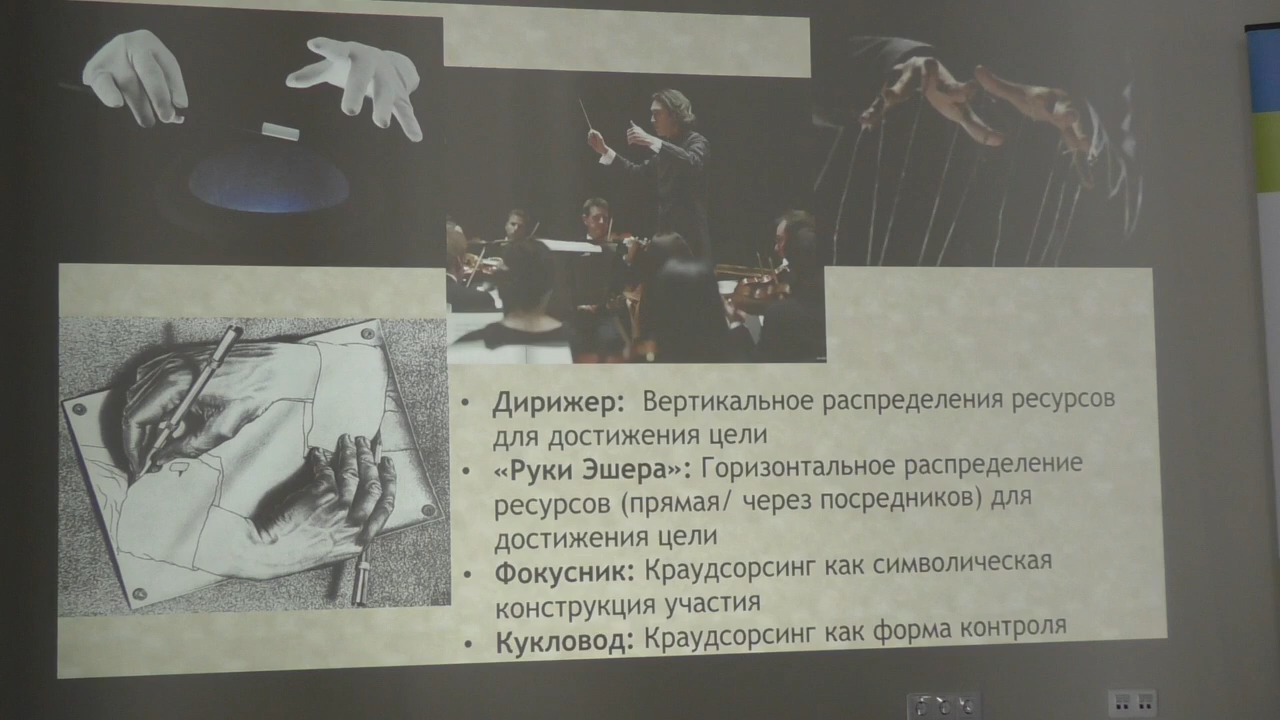 • Дирижер: Вертикальное распределения ресурсов
для достижения цели
• «Руки Эшера»: Горизонтальное распределение
ресурсов (прямая/ через посредников) для
достижения цели
• Фокусник: Краудсорсинг как символическая
конструкция участия
• Кукловод: Краудсорсинг как форма контроля